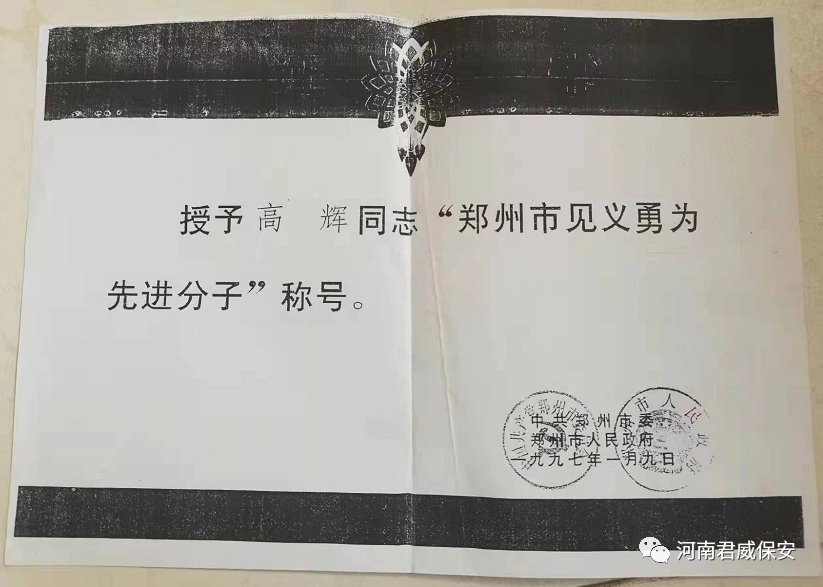 授予高 辉同志“郑州市见义勇为
先进分子”称号。
中共郑州市委
郑州市人民政府
一九九七年一月九日
河南君威保安